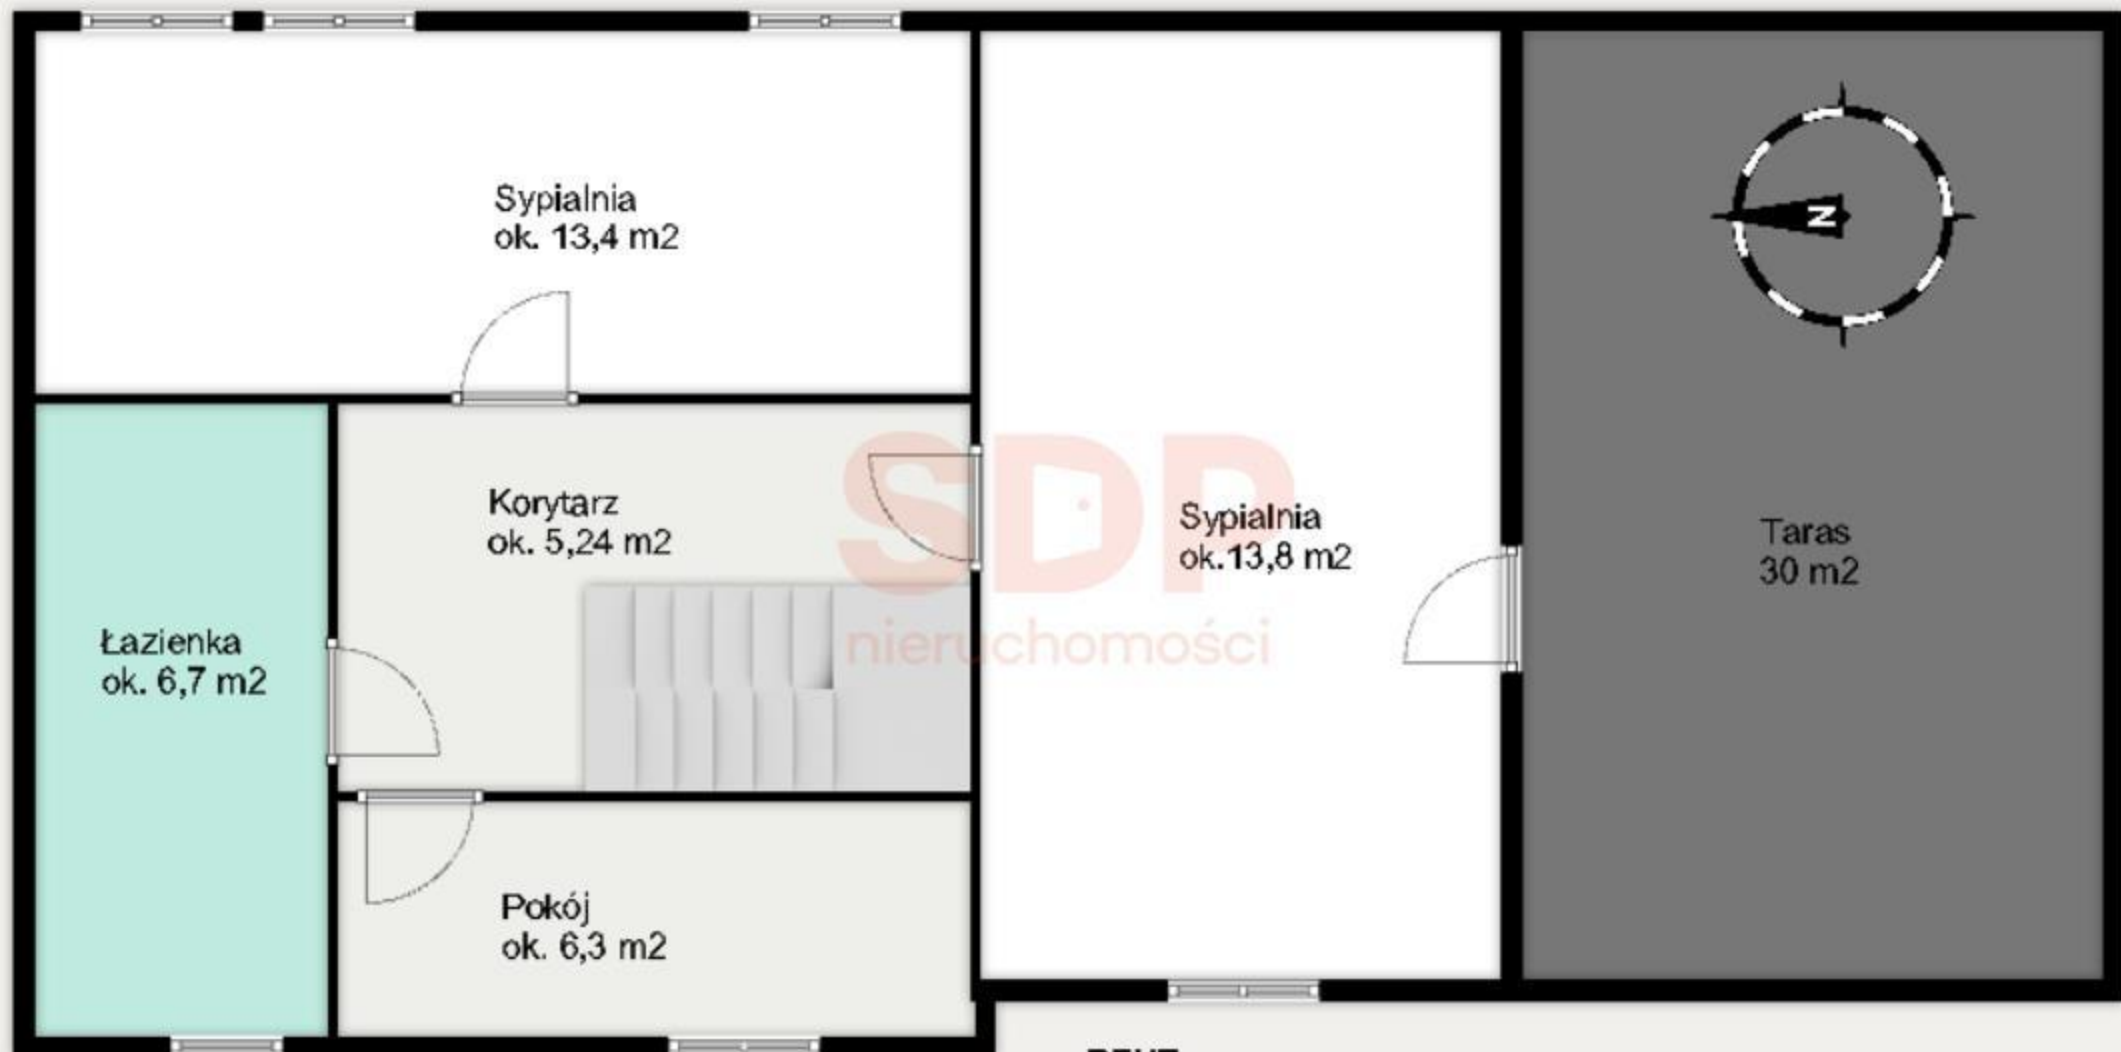 Sypialnia
ok. 13,4 m2
N
Korytarz
ok. 5,24 m2
SDP
nieruchomości
Sypialnia
ok.13,8 m2
Taras
30 m2
Łazienka
ok. 6,7 m2
Pokój
ok. 6,3 m2